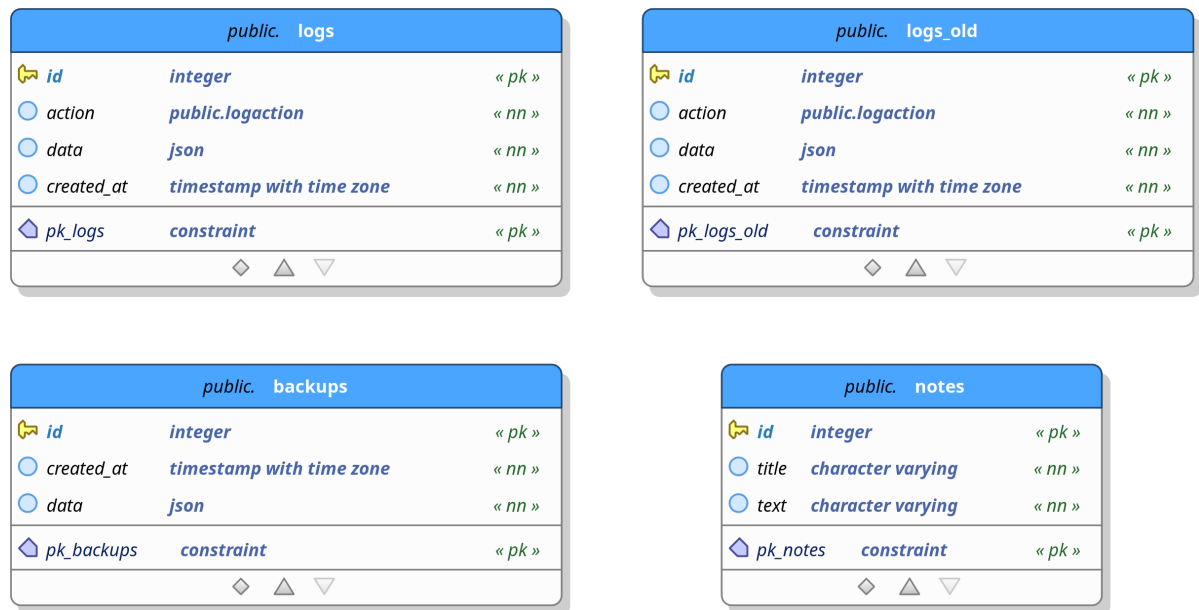 public. logs
id integer « pk »
action public.logaction « nn »
data json « nn »
created_at timestamp with time zone « nn »
pk_logs constraint « pk »
public. logs_old
id integer « pk »
action public.logaction « nn »
data json « nn »
created_at timestamp with time zone « nn »
pk_logs_old constraint « pk »
public. backups
id integer « pk »
created_at timestamp with time zone « nn »
data json « nn »
pk_backups constraint « pk »
public. notes
id integer « pk »
title character varying « nn »
text character varying « nn »
pk_notes constraint « pk »